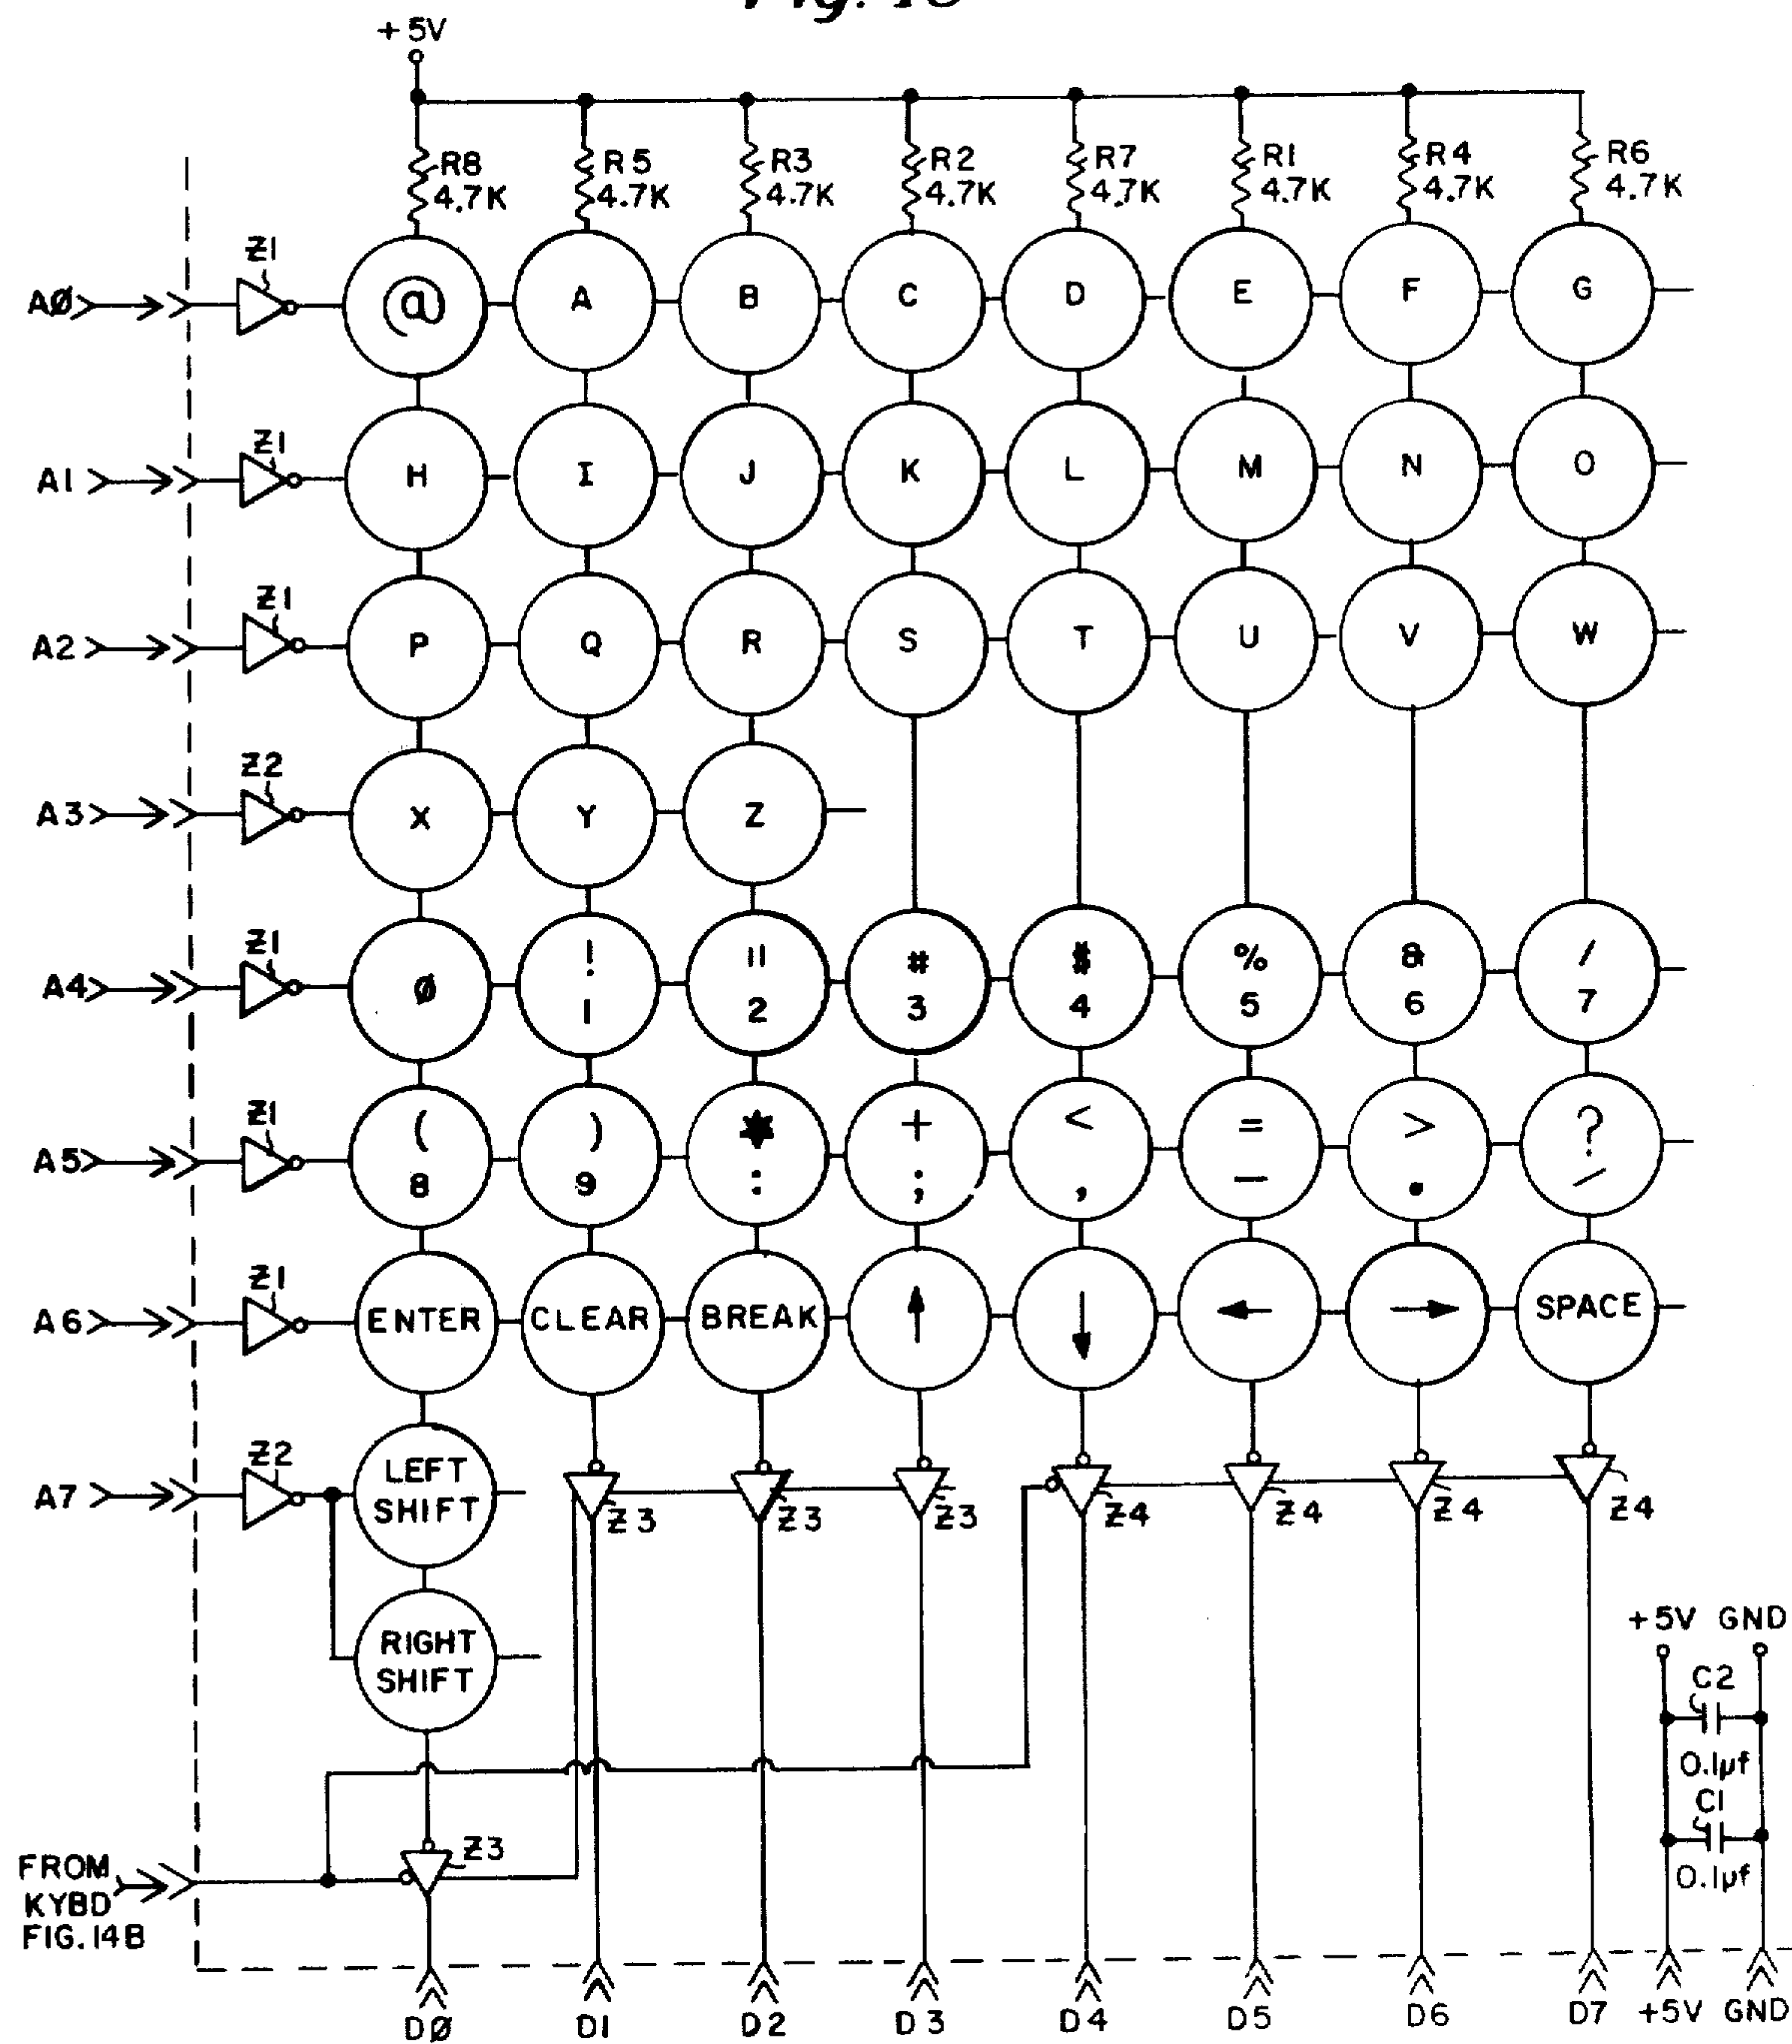 +5V
R8 R5 R3 R2 R7 R1 R4 R6
4.7K 4.7K 4.7K 4.7K 4.7K 4.7K 4.7K 4.7K
Z1
AØ @ A B C D E F G
Z1
A1 H I J K L M N O
Z1
A2 P Q R S T U V W
Z2
A3 X Y Z
Z1 ! " # $ % & /
A4 Ø 1 2 3 4 5 6 7
Z1 ( ) * + < = > ?
A5 8 9 : ; , – . /
Z1
A6 ENTER CLEAR BREAK ↑ ↓ ← → SPACE
Z2
A7 LEFT
SHIFT
Z3 Z3 Z3 Z4 Z4 Z4 Z4
RIGHT
SHIFT
+5V GND
C2
0.1µf
C1
0.1µf
Z3
FROM
KYBD
FIG.14B
DØ D1 D2 D3 D4 D5 D6 D7 +5V GND